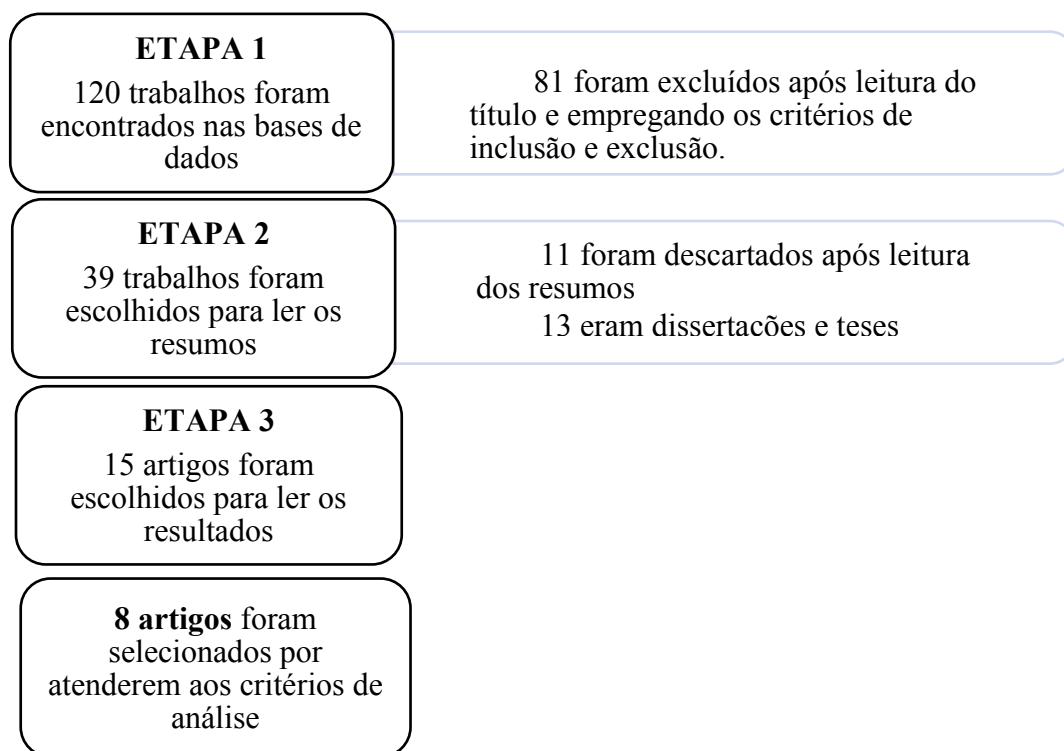 ETAPA 1
120 trabalhos foram
encontrados nas bases de
dados
81 foram excluídos após leitura do
título e empregando os critérios de
inclusão e exclusão.
ETAPA 2
39 trabalhos foram
escolhidos para ler os
resumos
11 foram descartados após leitura
dos resumos
13 eram dissertacões e teses
ETAPA 3
15 artigos foram
escolhidos para ler os
resultados
8 artigos foram
selecionados por
atenderem aos critérios de
análise